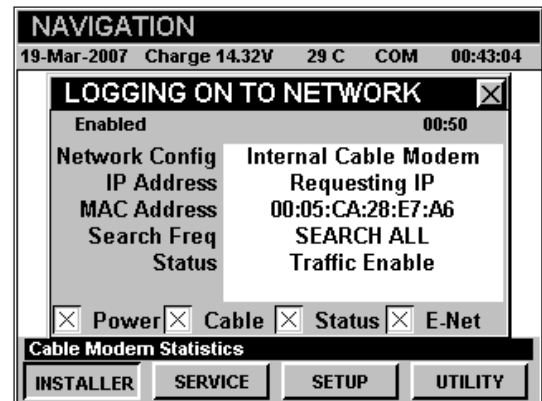 NAVIGATION
19-Mar-2007 Charge 14.32V 29 C COM 00:43:04
LOGGING ON TO NETWORK
Enabled 00:50
Network Config Internal Cable Modem
IP Address Requesting IP
MAC Address 00:05:CA:28:E7:A6
Search Freq SEARCH ALL
Status Traffic Enable
Power Cable Status E-Net
Cable Modem Statistics
INSTALLER SERVICE SETUP UTILITY